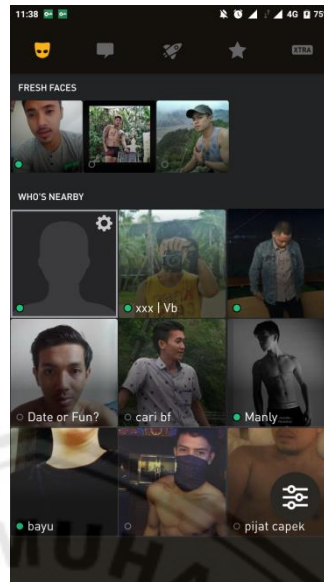 11:38
4G 75%
XTRA
FRESH FACES
WHO'S NEARBY
xxx | Vb
Date or Fun?
cari bf
Manly
bayu
pijat capek
MUHA